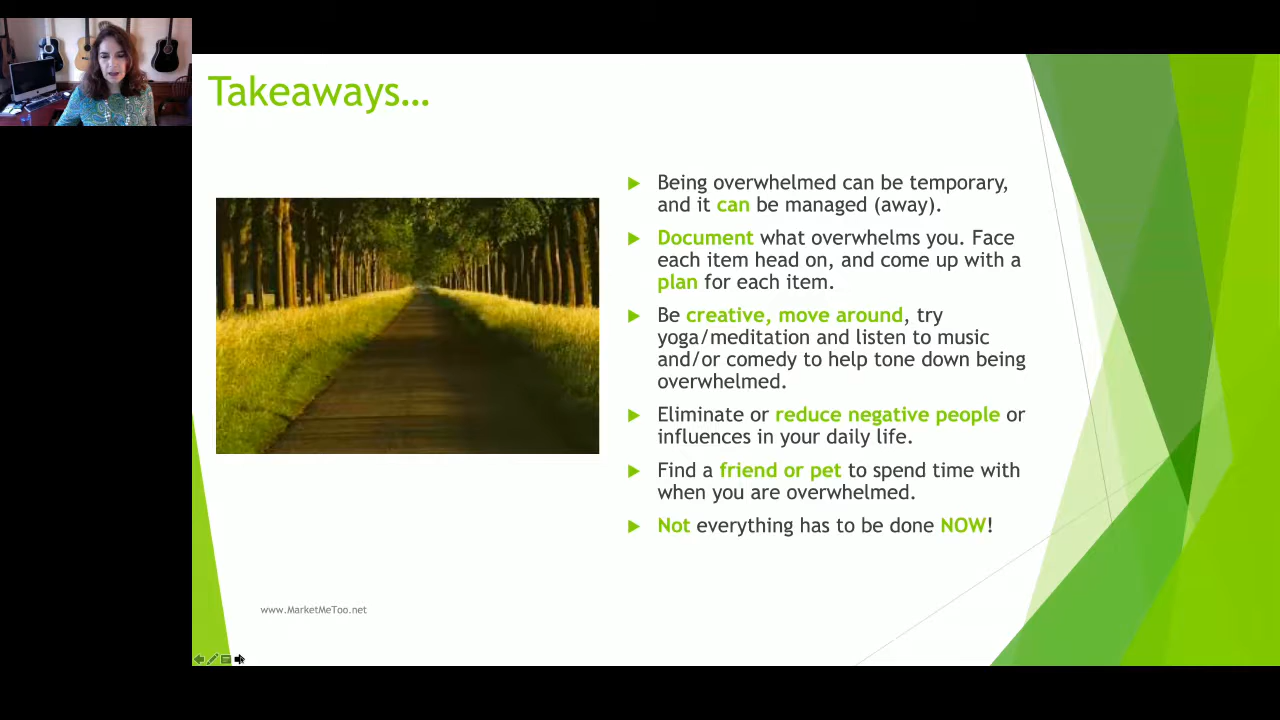 Takeaways...
Being overwhelmed can be temporary,
and it can be managed (away).
Document what overwhelms you. Face
each item head on, and come up with a
plan for each item.
Be creative, move around, try
yoga/meditation and listen to music
and/or comedy to help tone down being
overwhelmed.
Eliminate or reduce negative people or
influences in your daily life.
Find a friend or pet to spend time with
when you are overwhelmed.
Not everything has to be done NOW!
www.MarketMeToo.net